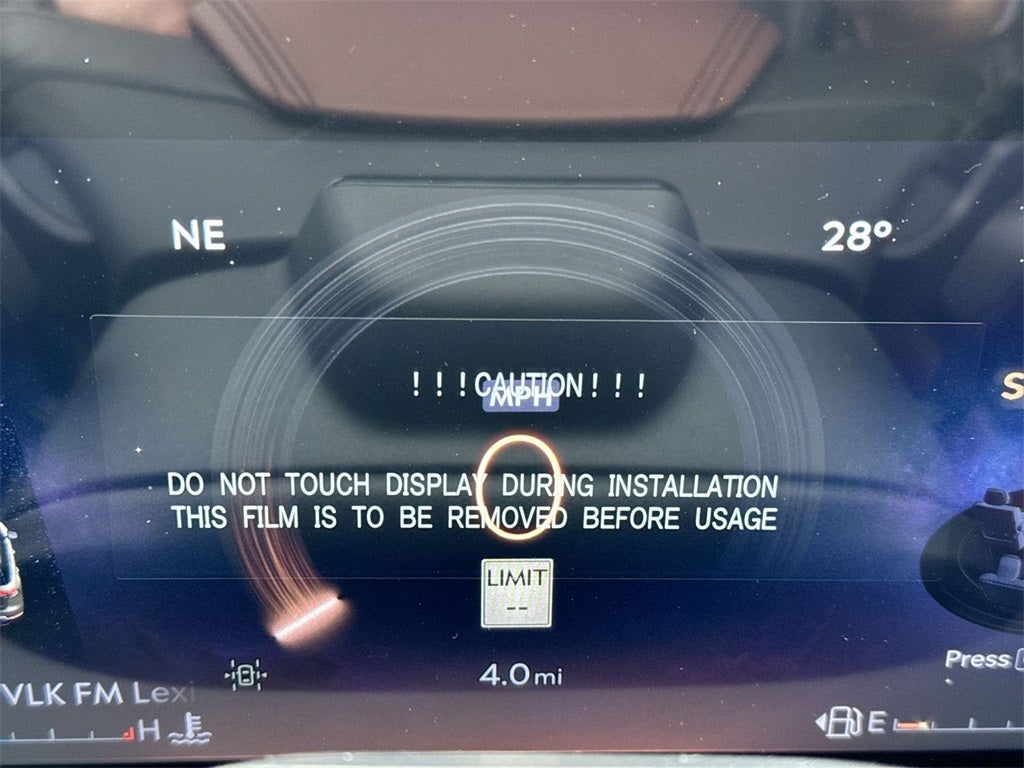 NE
28°
!!!CAUTION!!!
MPH
0
DO NOT TOUCH DISPLAY DURING INSTALLATION
THIS FILM IS TO BE REMOVED BEFORE USAGE
LIMIT
--
S
4.0mi
Press
VLK FM Lexi
H
E